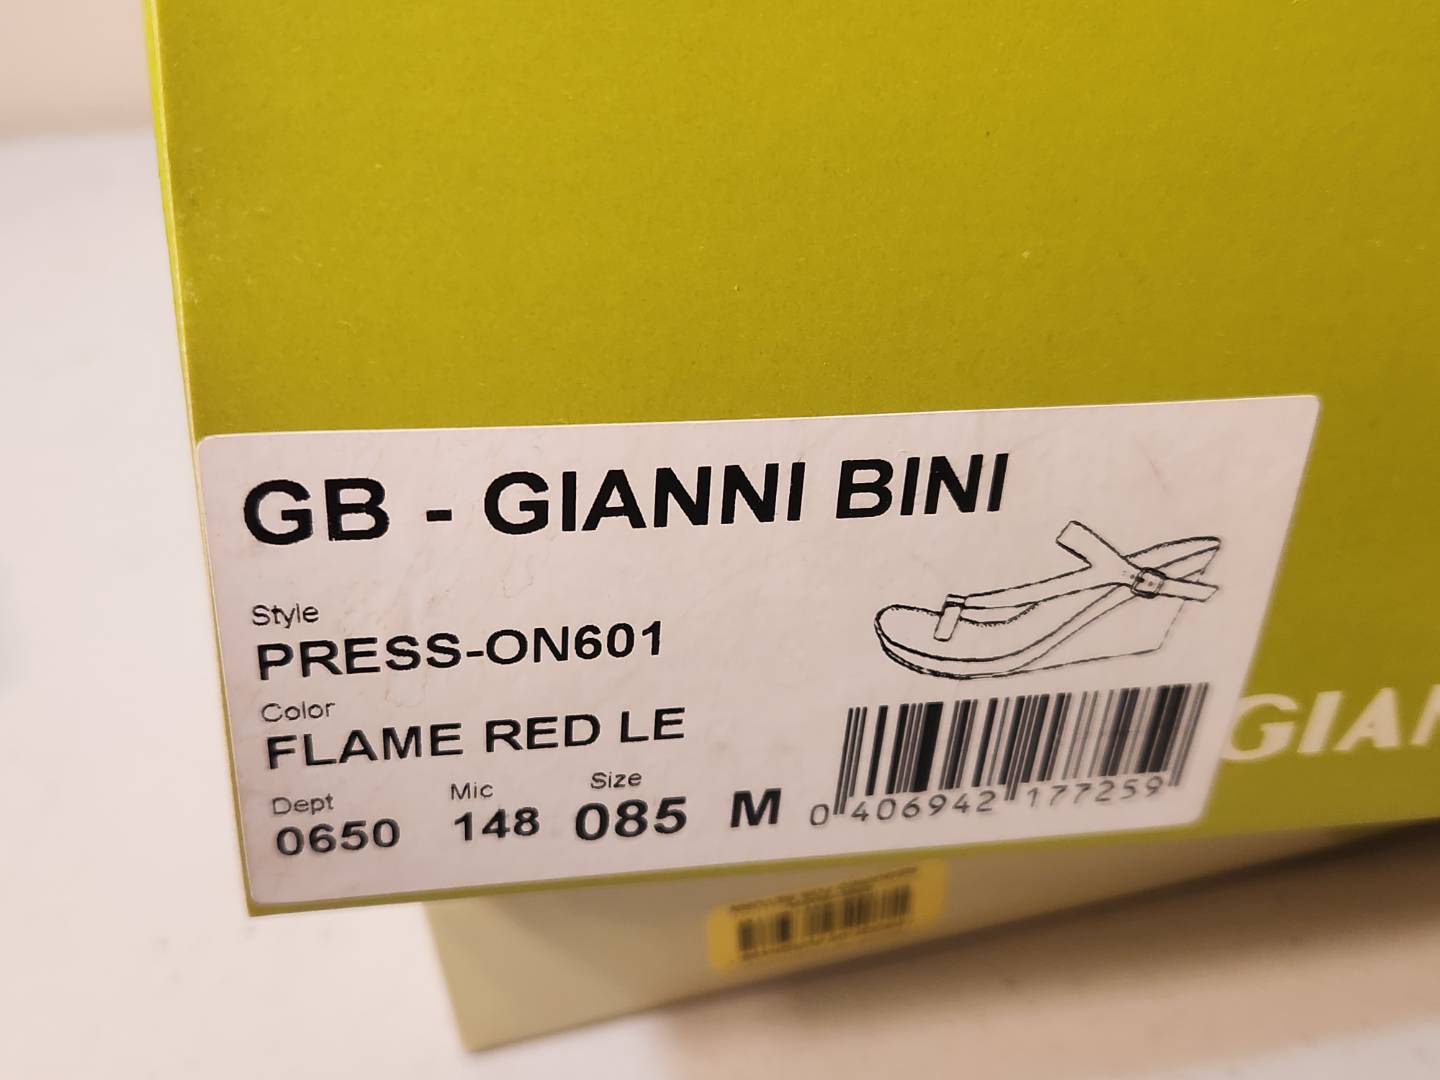 GB - GIANNI BINI
Style
PRESS-ON601
Color
FLAME RED LE
Dept Mic Size
0650 148 085 M
0 406942 177259
GIAN